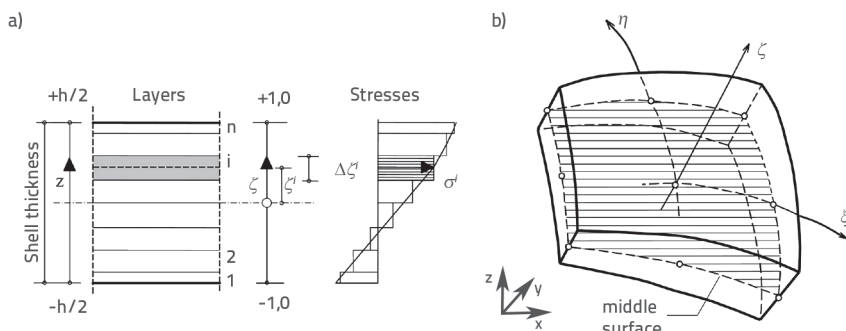 a)
b)
Layers
Stresses
+h/2
+1,0
n
i
2
1
z
Shell thickness
ζ
ζⁱ
Δζⁱ
σⁱ
-h/2
-1,0
η
ζ
ξ
z
y
x
middle
surface